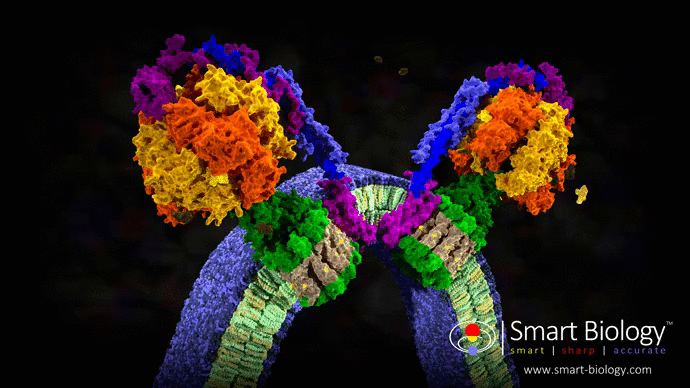 Smart Biology™
smart | sharp | accurate
www.smart-biology.com